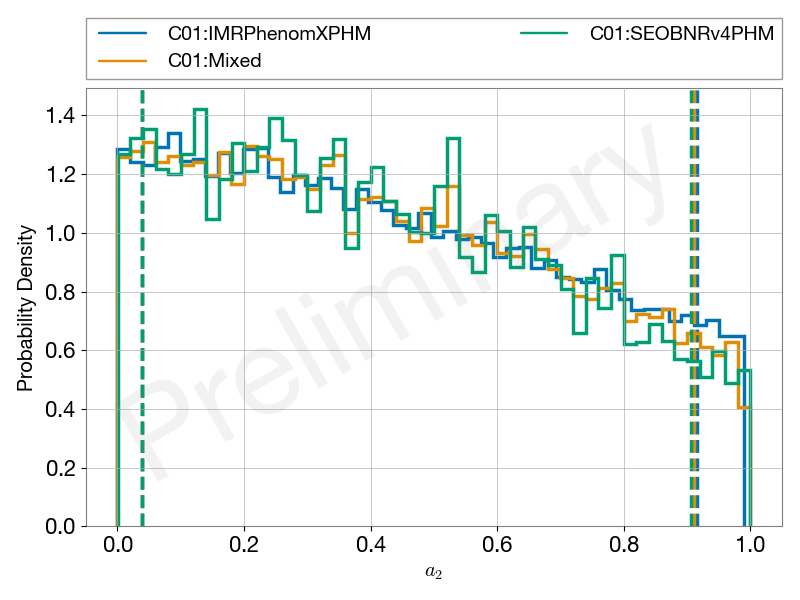 C01:IMRPhenomXPHM
C01:Mixed
C01:SEOBNRv4PHM
Preliminary
Probability Density
1.4
1.2
1.0
0.8
0.6
0.4
0.2
0.0
0.0 0.2 0.4 0.6 0.8 1.0
a₂